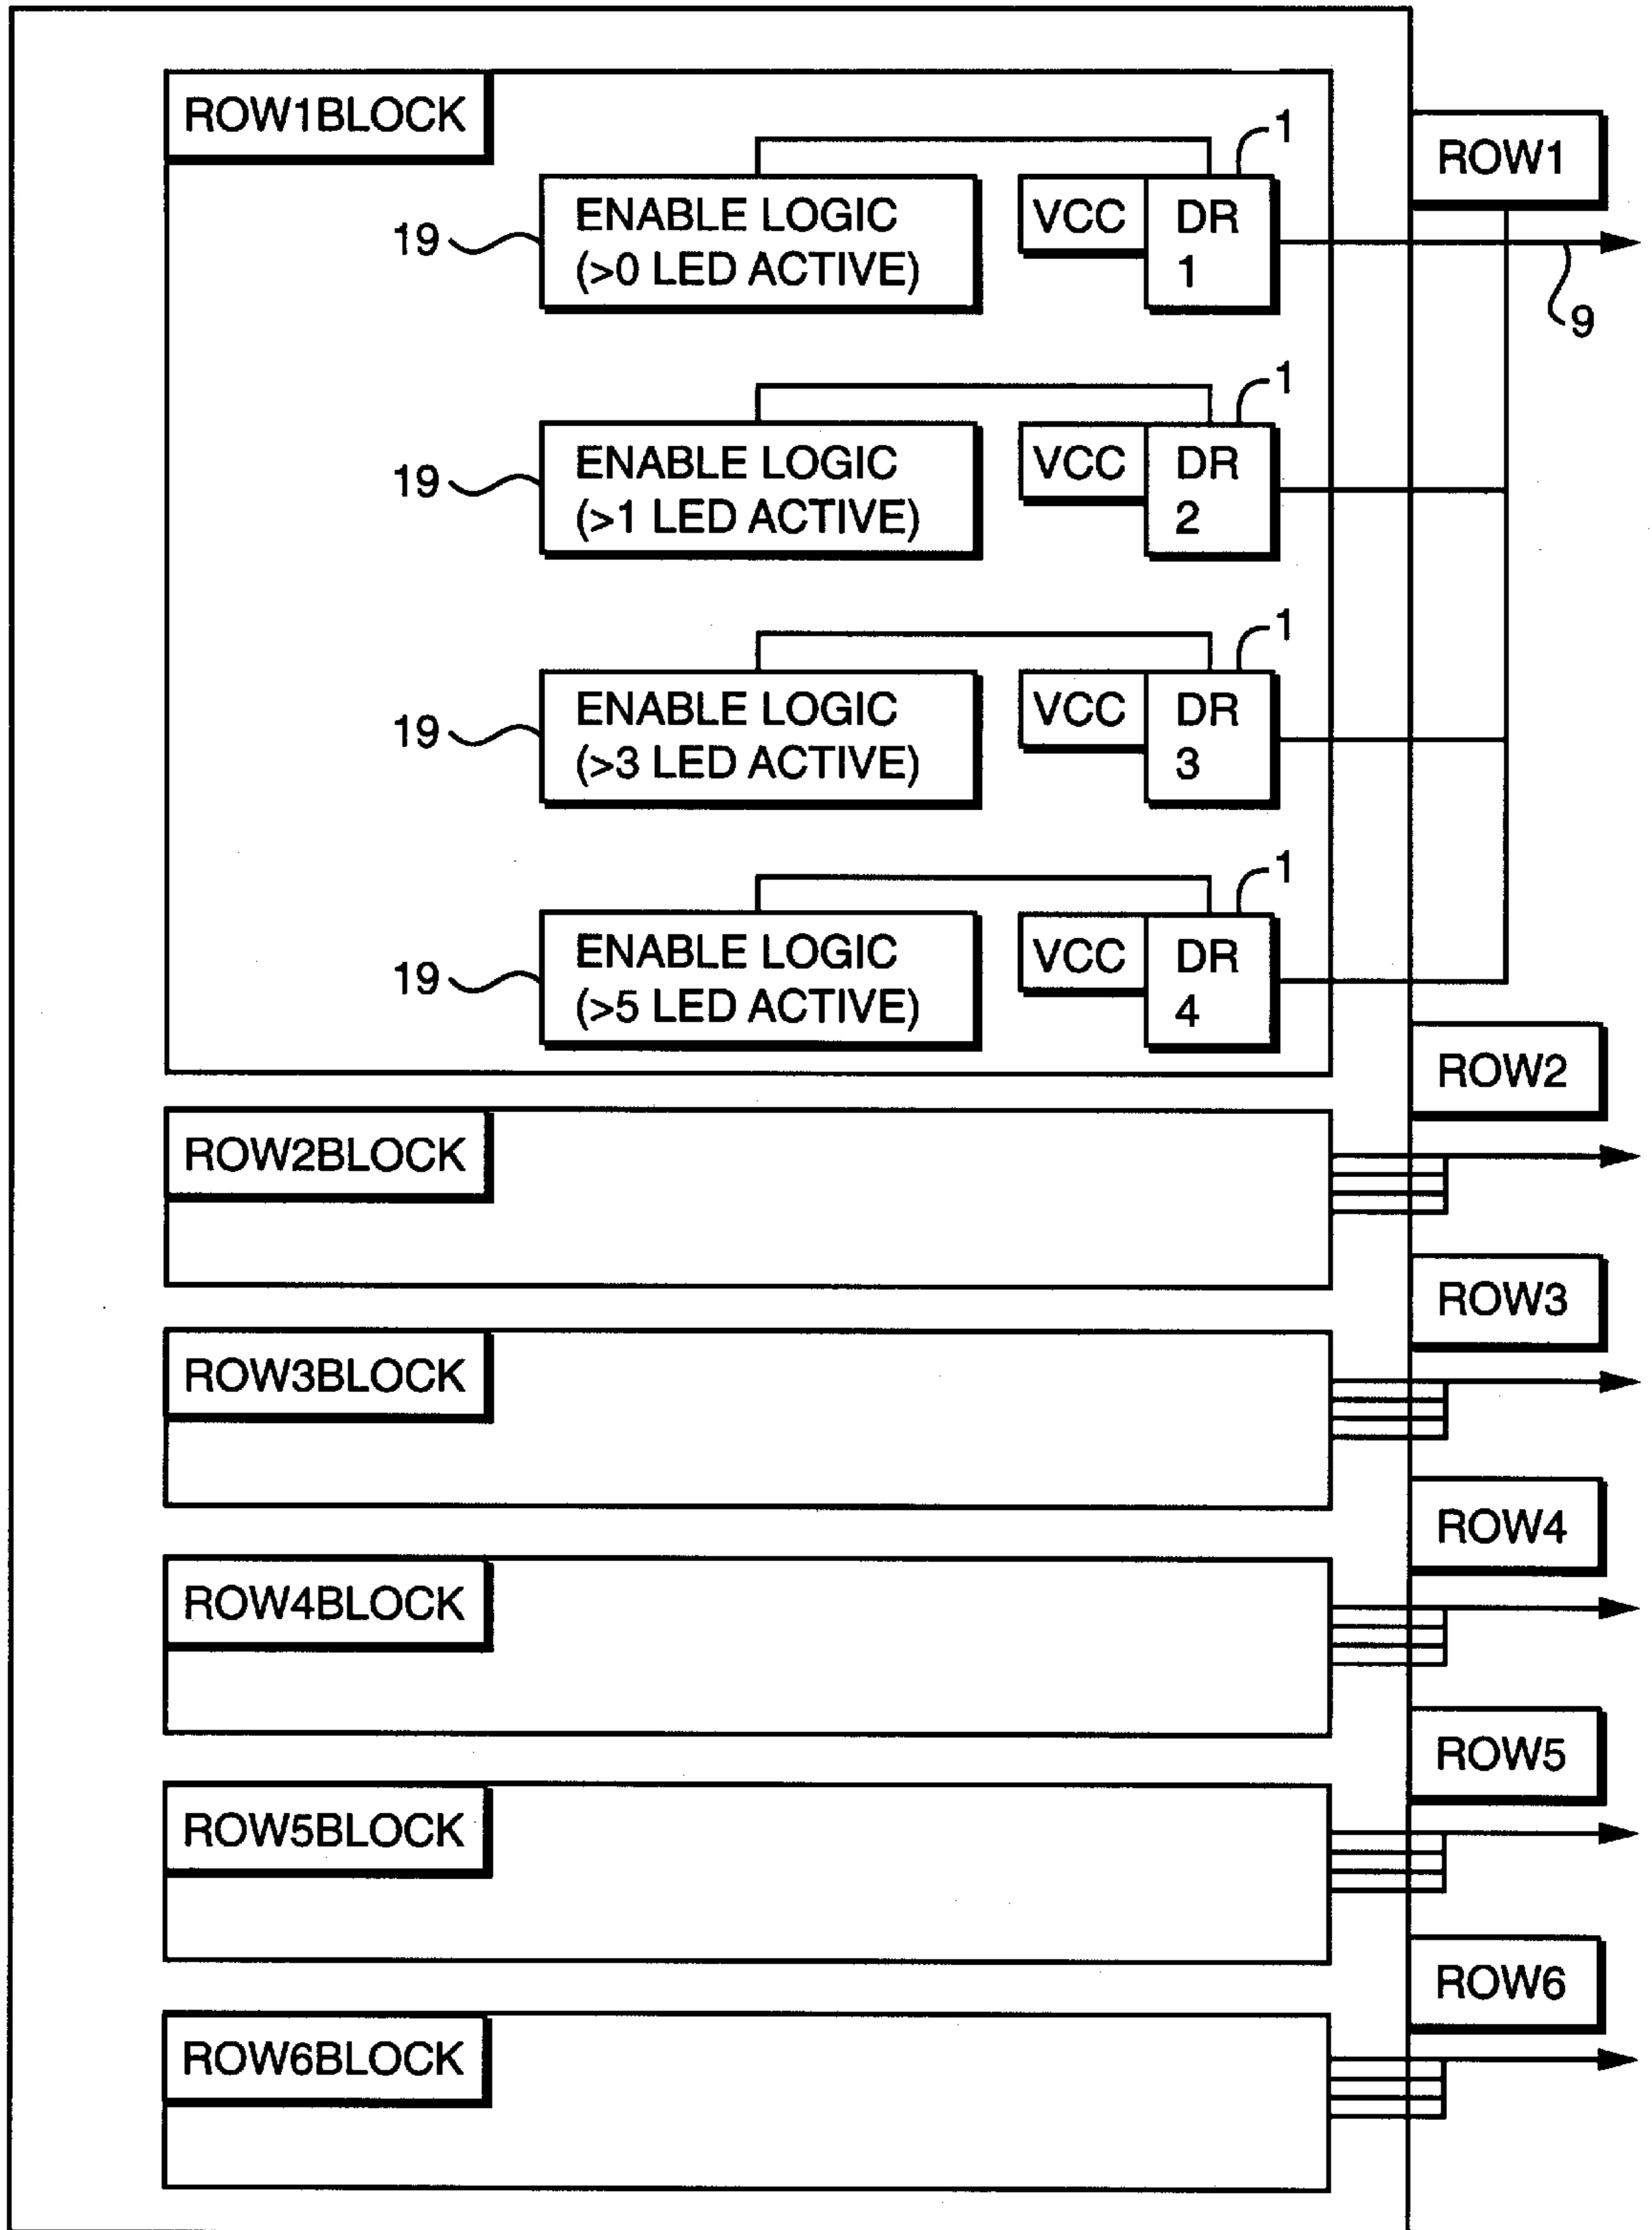 ROW1BLOCK
1
ROW1
19
ENABLE LOGIC
(>0 LED ACTIVE)
VCC
DR
1
9
1
19
ENABLE LOGIC
(>1 LED ACTIVE)
VCC
DR
2
1
19
ENABLE LOGIC
(>3 LED ACTIVE)
VCC
DR
3
1
19
ENABLE LOGIC
(>5 LED ACTIVE)
VCC
DR
4
ROW2
ROW2BLOCK
ROW3
ROW3BLOCK
ROW4
ROW4BLOCK
ROW5
ROW5BLOCK
ROW6
ROW6BLOCK